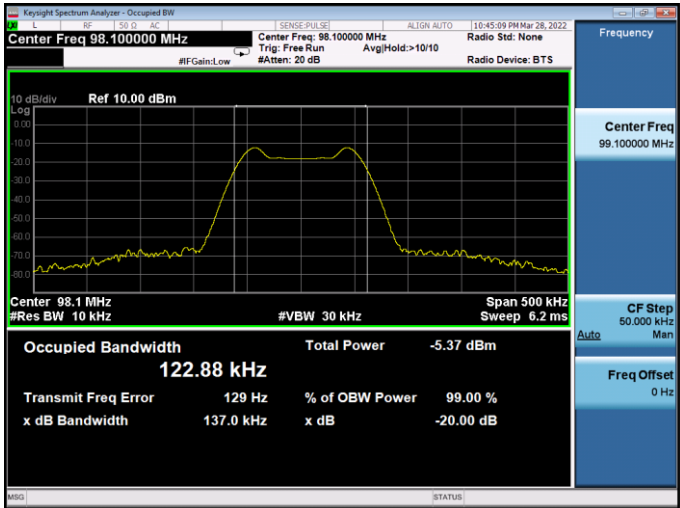 Keysight Spectrum Analyzer - Occupied BW
L RF 50 Ω AC SENSE:PULSE ALIGN AUTO 10:45:09 PM Mar 28, 2022
Center Freq 98.100000 MHz
Center Freq: 98.100000 MHz Radio Std: None
Trig: Free Run Avg|Hold:>10/10
#IFGain:Low #Atten: 20 dB Radio Device: BTS
Frequency
10 dB/div Ref 10.00 dBm
Log
0.00
-10.0
-20.0
-30.0
-40.0
-50.0
-60.0
-70.0
-80.0
Center Freq
99.100000 MHz
Center 98.1 MHz Span 500 kHz
#Res BW 10 kHz #VBW 30 kHz Sweep 6.2 ms
CF Step
50.000 kHz
Auto Man
Occupied Bandwidth Total Power -5.37 dBm
122.88 kHz
Transmit Freq Error 129 Hz % of OBW Power 99.00 %
x dB Bandwidth 137.0 kHz x dB -20.00 dB
Freq Offset
0 Hz
MSG STATUS